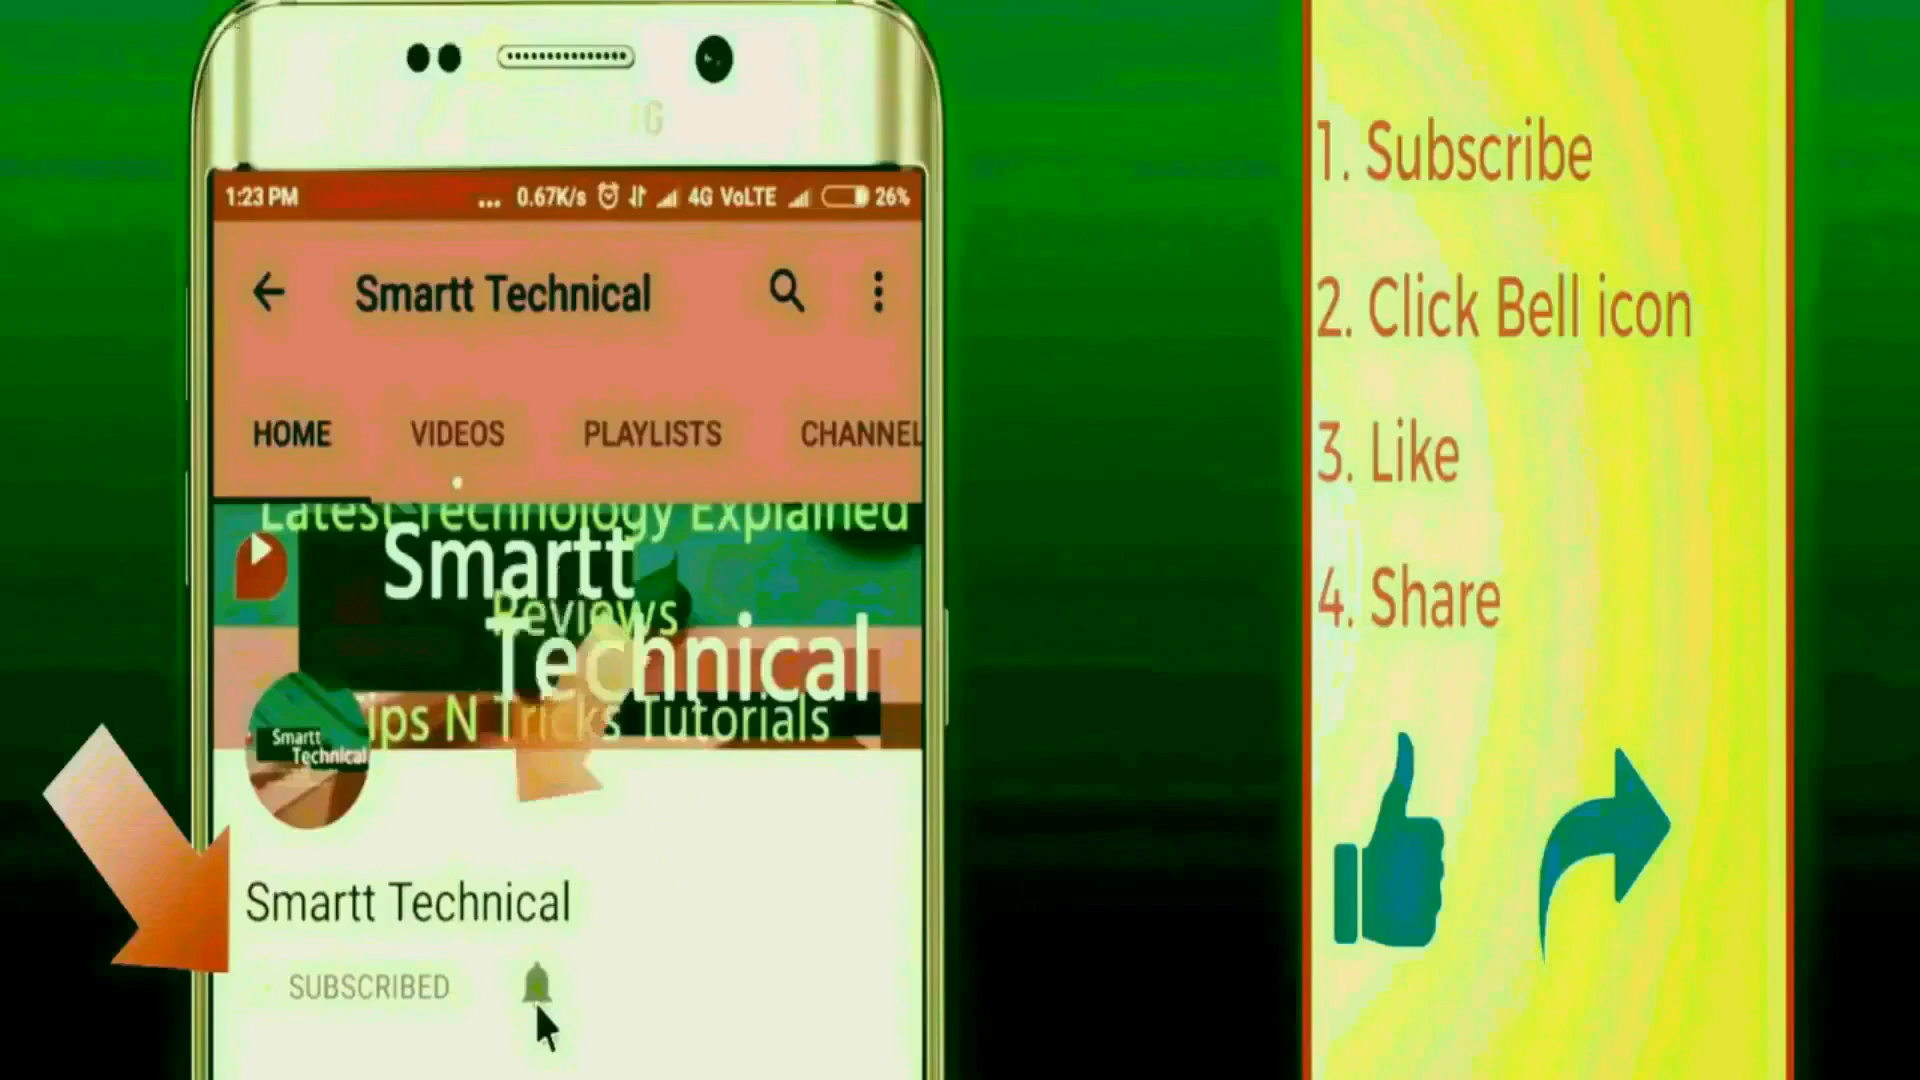 G
1:23 PM ... 0.67K/s 4G VoLTE 26%
Smartt Technical
HOME VIDEOS PLAYLISTS CHANNEL
Latest Technology Explained
Smartt
Reviews
Technical
ips N Tricks Tutorials
Smartt
Technical
Smartt Technical
SUBSCRIBED
1. Subscribe
2. Click Bell icon
3. Like
4. Share